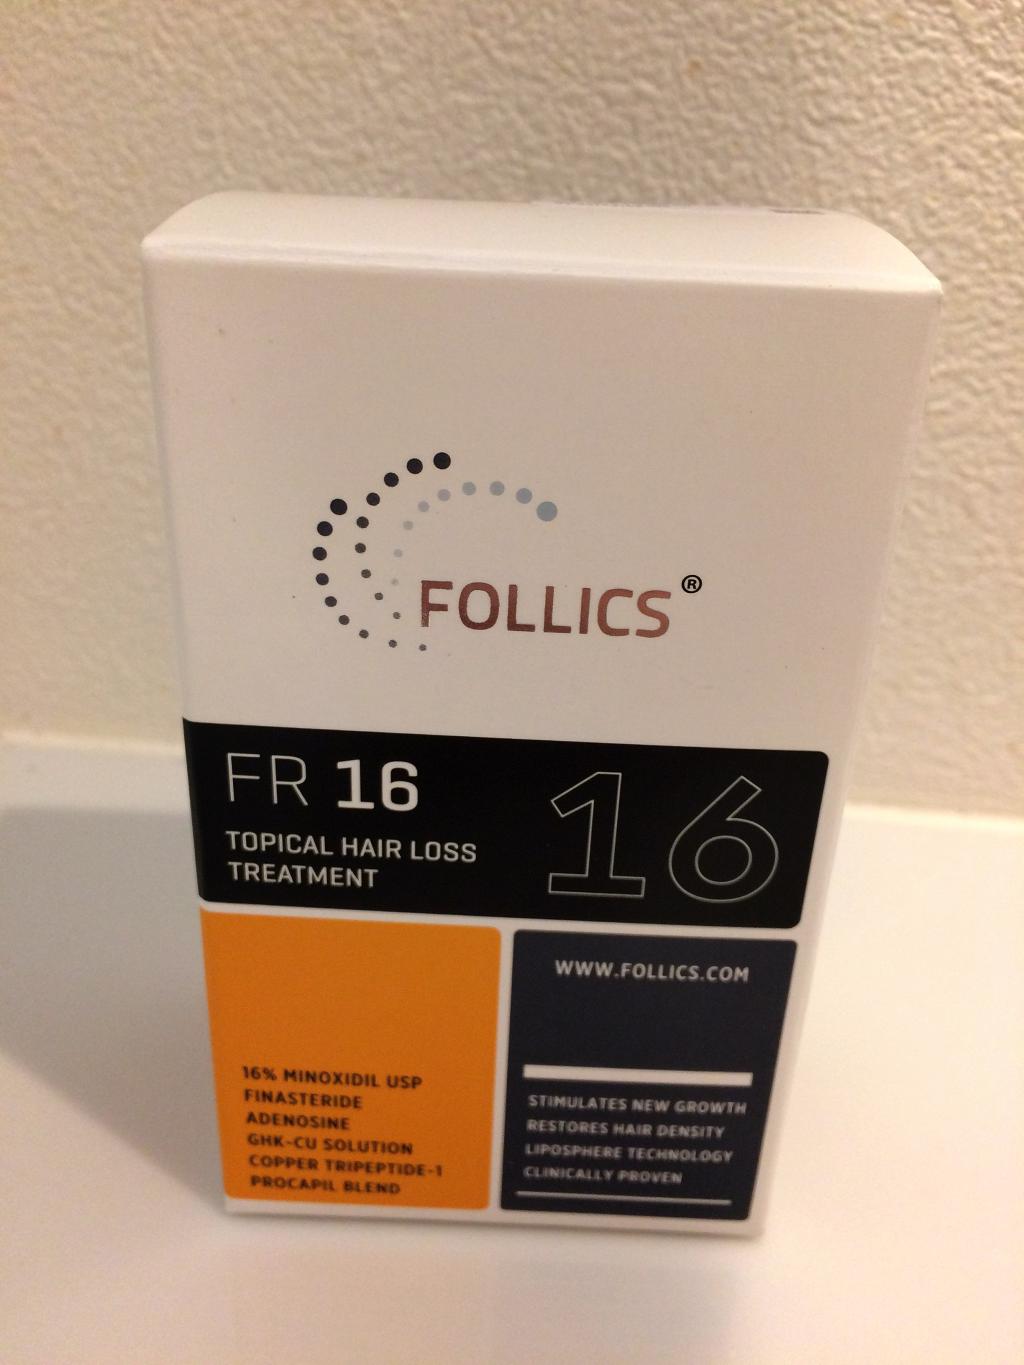 FOLLICS®
FR 16
16
TOPICAL HAIR LOSS
TREATMENT
16% MINOXIDIL USP
FINASTERIDE
ADENOSINE
GHK-CU SOLUTION
COPPER TRIPEPTIDE-1
PROCAPIL BLEND
WWW.FOLLICS.COM
STIMULATES NEW GROWTH
RESTORES HAIR DENSITY
LIPOSPHERE TECHNOLOGY
CLINICALLY PROVEN